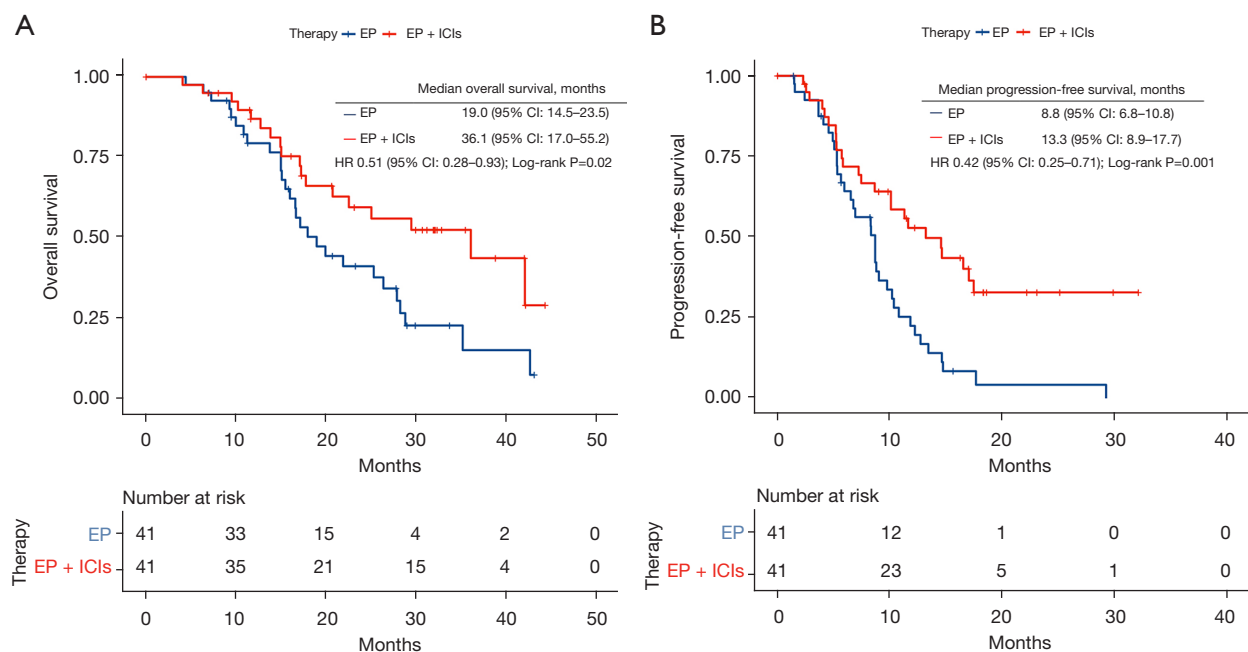 A
Therapy EP EP + ICIs
Median overall survival, months
EP 19.0 (95% CI: 14.5–23.5)
EP + ICIs 36.1 (95% CI: 17.0–55.2)
HR 0.51 (95% CI: 0.28–0.93); Log-rank P=0.02
Overall survival
1.00
0.75
0.50
0.25
0.00
0 10 20 30 40 50
Months
Number at risk
Therapy
EP 41 33 15 4 2 0
EP + ICIs 41 35 21 15 4 0
0 10 20 30 40 50
Months
B
Therapy EP EP + ICIs
Median progression-free survival, months
EP 8.8 (95% CI: 6.8–10.8)
EP + ICIs 13.3 (95% CI: 8.9–17.7)
HR 0.42 (95% CI: 0.25–0.71); Log-rank P=0.001
Progression-free survival
1.00
0.75
0.50
0.25
0.00
0 10 20 30 40
Months
Number at risk
Therapy
EP 41 12 1 0 0
EP + ICIs 41 23 5 1 0
0 10 20 30 40
Months